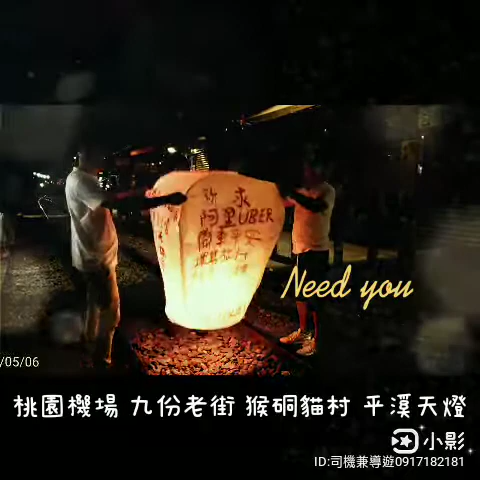 祈求
阿里UBER
開車平安
Need you
/05/06
桃園機場 九份老街 猴硐貓村 平溪天燈
小影
ID:司機兼導遊0917182181